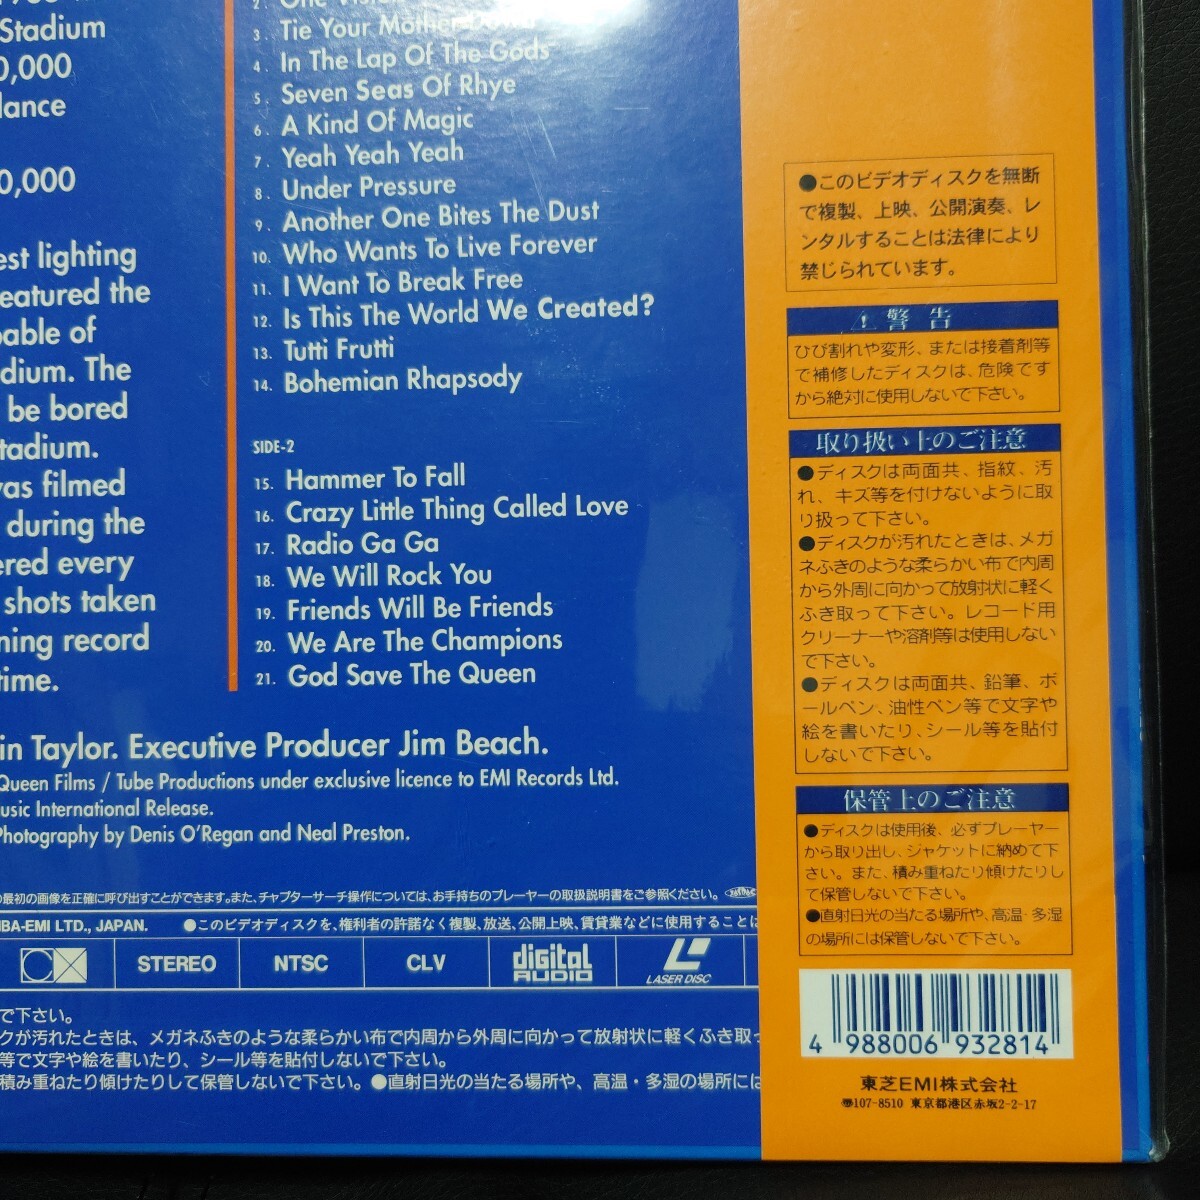 Stadium
0,000
lance
0,000
est lighting
eatured the
pable of
dium. The
be bored
tadium.
was filmed
during the
ered every
shots taken
ning record
time.
2. One Vision
3. Tie Your Mother Down
4. In The Lap Of The Gods
5. Seven Seas Of Rhye
6. A Kind Of Magic
7. Yeah Yeah Yeah
8. Under Pressure
9. Another One Bites The Dust
10. Who Wants To Live Forever
11. I Want To Break Free
12. Is This The World We Created?
13. Tutti Frutti
14. Bohemian Rhapsody
SIDE-2
15. Hammer To Fall
16. Crazy Little Thing Called Love
17. Radio Ga Ga
18. We Will Rock You
19. Friends Will Be Friends
20. We Are The Champions
21. God Save The Queen
in Taylor. Executive Producer Jim Beach.
Queen Films / Tube Productions under exclusive licence to EMI Records Ltd.
usic International Release.
Photography by Denis O'Regan and Neal Preston.
の最初の画像を正確に呼び出すことができます。また、チャプターサーチ操作については、お手持ちのプレーヤーの取扱説明書をご参照ください。
BA-EMI LTD., JAPAN. ●このビデオディスクを、権利者の許諾なく複製、放送、公開上映、賃貸業などに使用することは
STEREO NTSC CLV digital AUDIO LASER DISC
で下さい。
クが汚れたときは、メガネふきのような柔らかい布で内周から外周に向かって放射状に軽くふき取っ
等で文字や絵を書いたり、シール等を貼付しないで下さい。
積み重ねたり傾けたりして保管しないで下さい。●直射日光の当たる場所や、高温・多湿の場所には
●このビデオディスクを無断
で複製、上映、公開演奏、レ
ンタルすることは法律により
禁じられています。
⚠ 警告
ひび割れや変形、または接着剤等
で補修したディスクは、危険です
から絶対に使用しないで下さい。
取り扱い上のご注意
●ディスクは両面共、指紋、汚
れ、キズ等を付けないように取
り扱って下さい。
●ディスクが汚れたときは、メガ
ネふきのような柔らかい布で内周
から外周に向かって放射状に軽く
ふき取って下さい。レコード用
クリーナーや溶剤等は使用しない
で下さい。
●ディスクは両面共、鉛筆、ボ
ールペン、油性ペン等で文字や
絵を書いたり、シール等を貼付
しないで下さい。
保管上のご注意
●ディスクは使用後、必ずプレーヤー
から取り出し、ジャケットに納めて下
さい。また、積み重ねたり傾けたりし
て保管しないで下さい。
●直射日光の当たる場所や、高温・多湿
の場所には保管しないで下さい。
4 988006 932814
東芝EMI株式会社
〒107-8510 東京都港区赤坂2-2-17